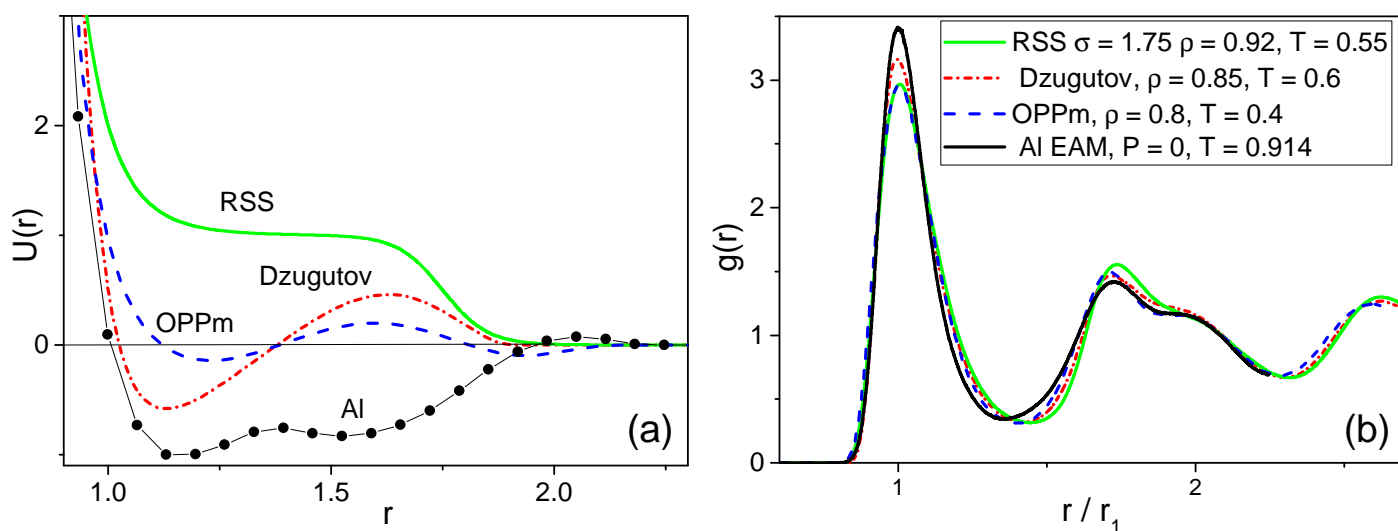 U(r)
2
0
1.0
1.5
2.0
r
RSS
Dzugutov
OPPm
Al
(a)
g(r)
3
2
1
0
1
2
r / r₁
RSS σ = 1.75 ρ = 0.92, T = 0.55
Dzugutov, ρ = 0.85, T = 0.6
OPPm, ρ = 0.8, T = 0.4
Al EAM, P = 0, T = 0.914
(b)